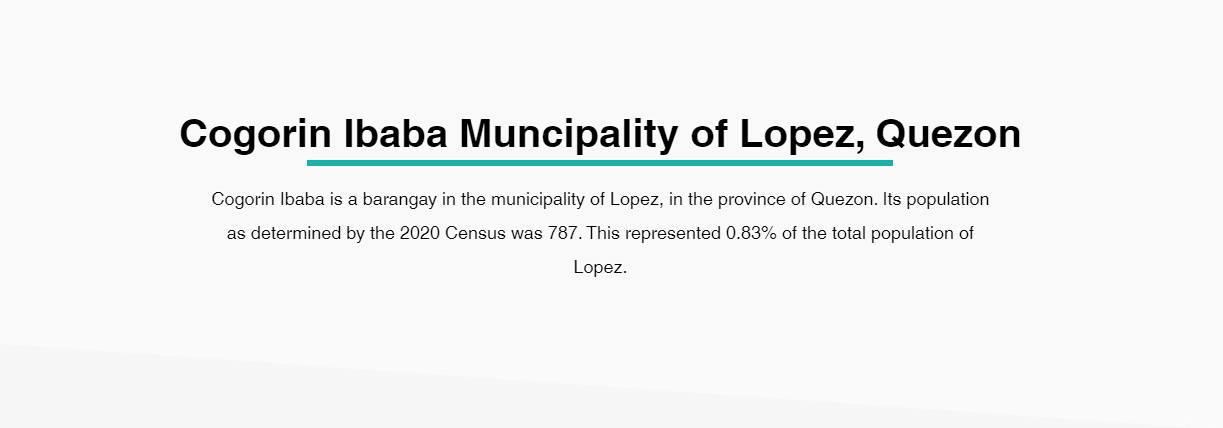 Cogorin Ibaba Muncipality of Lopez, Quezon
Cogorin Ibaba is a barangay in the municipality of Lopez, in the province of Quezon. Its population
as determined by the 2020 Census was 787. This represented 0.83% of the total population of
Lopez.